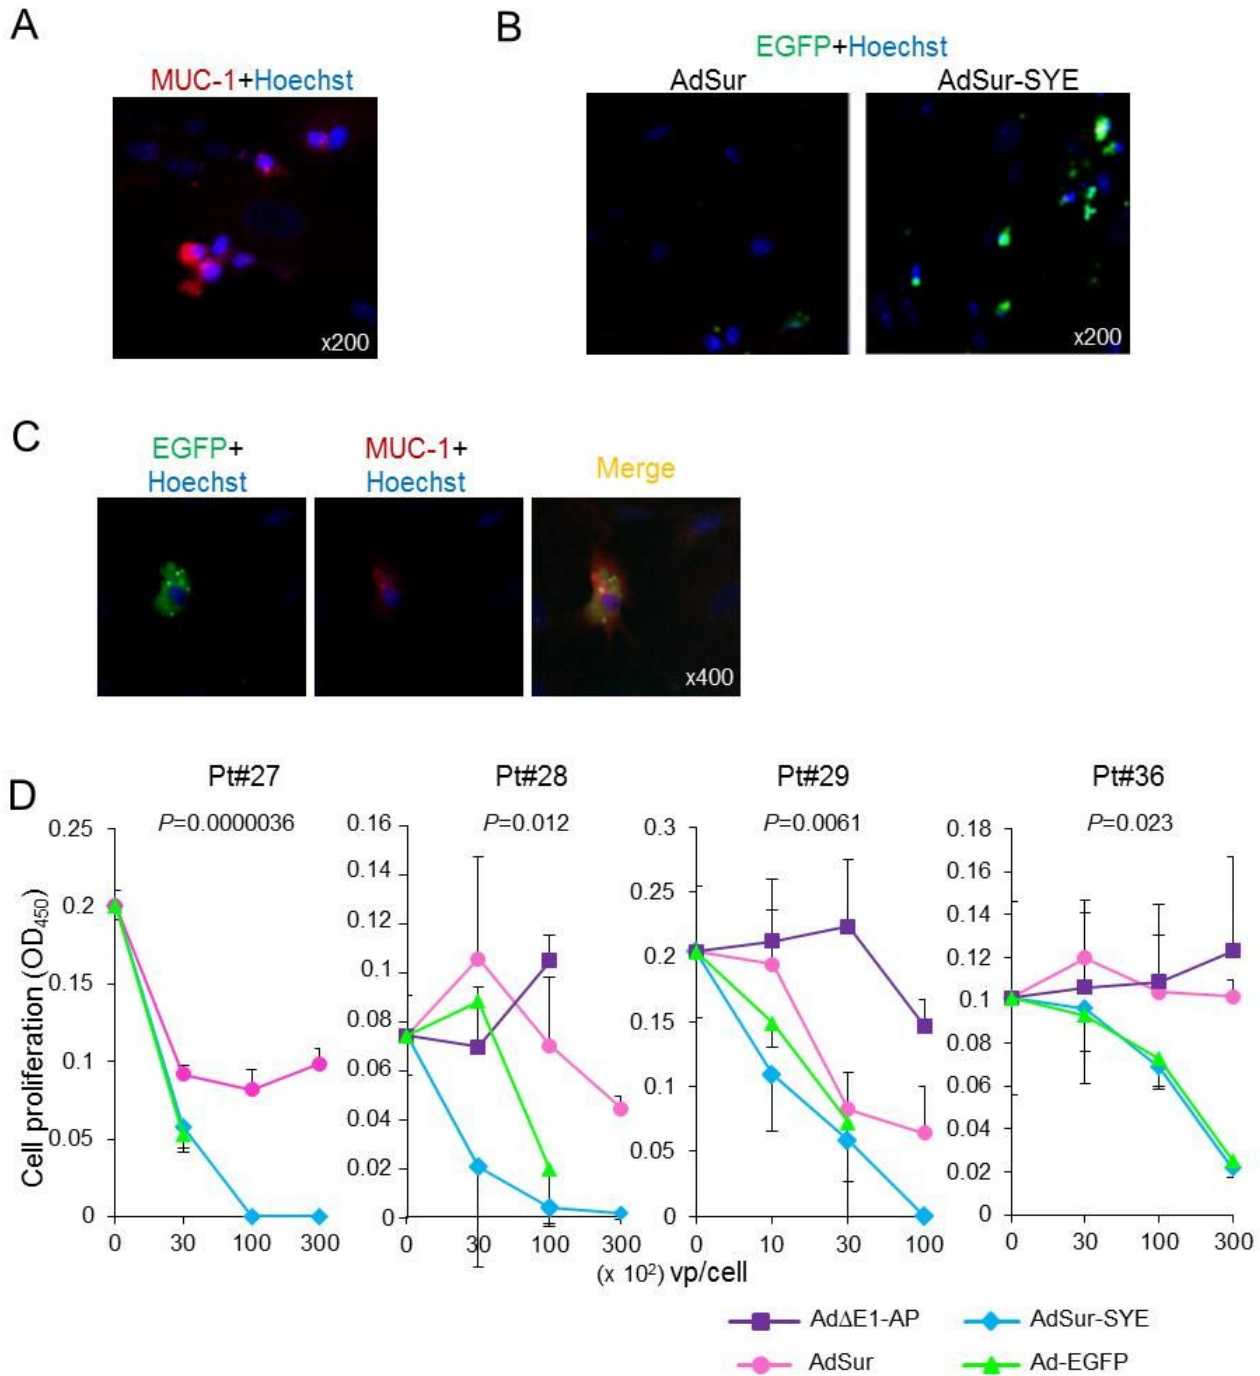 A
MUC-1+Hoechst
x200
B
EGFP+Hoechst
AdSur
AdSur-SYE
x200
C
EGFP+
Hoechst
MUC-1+
Hoechst
Merge
x400
D
Cell proliferation (OD450)
Pt#27
P=0.0000036
0.25
0.2
0.15
0.1
0.05
0
0 30 100 300
Pt#28
P=0.012
0.16
0.14
0.12
0.1
0.08
0.06
0.04
0.02
0
0 30 100 300
Pt#29
P=0.0061
0.3
0.25
0.2
0.15
0.1
0.05
0
0 10 30 100
Pt#36
P=0.023
0.18
0.16
0.14
0.12
0.1
0.08
0.06
0.04
0.02
0
0 30 100 300
(x 10²) vp/cell
AdΔE1-AP
AdSur-SYE
AdSur
Ad-EGFP